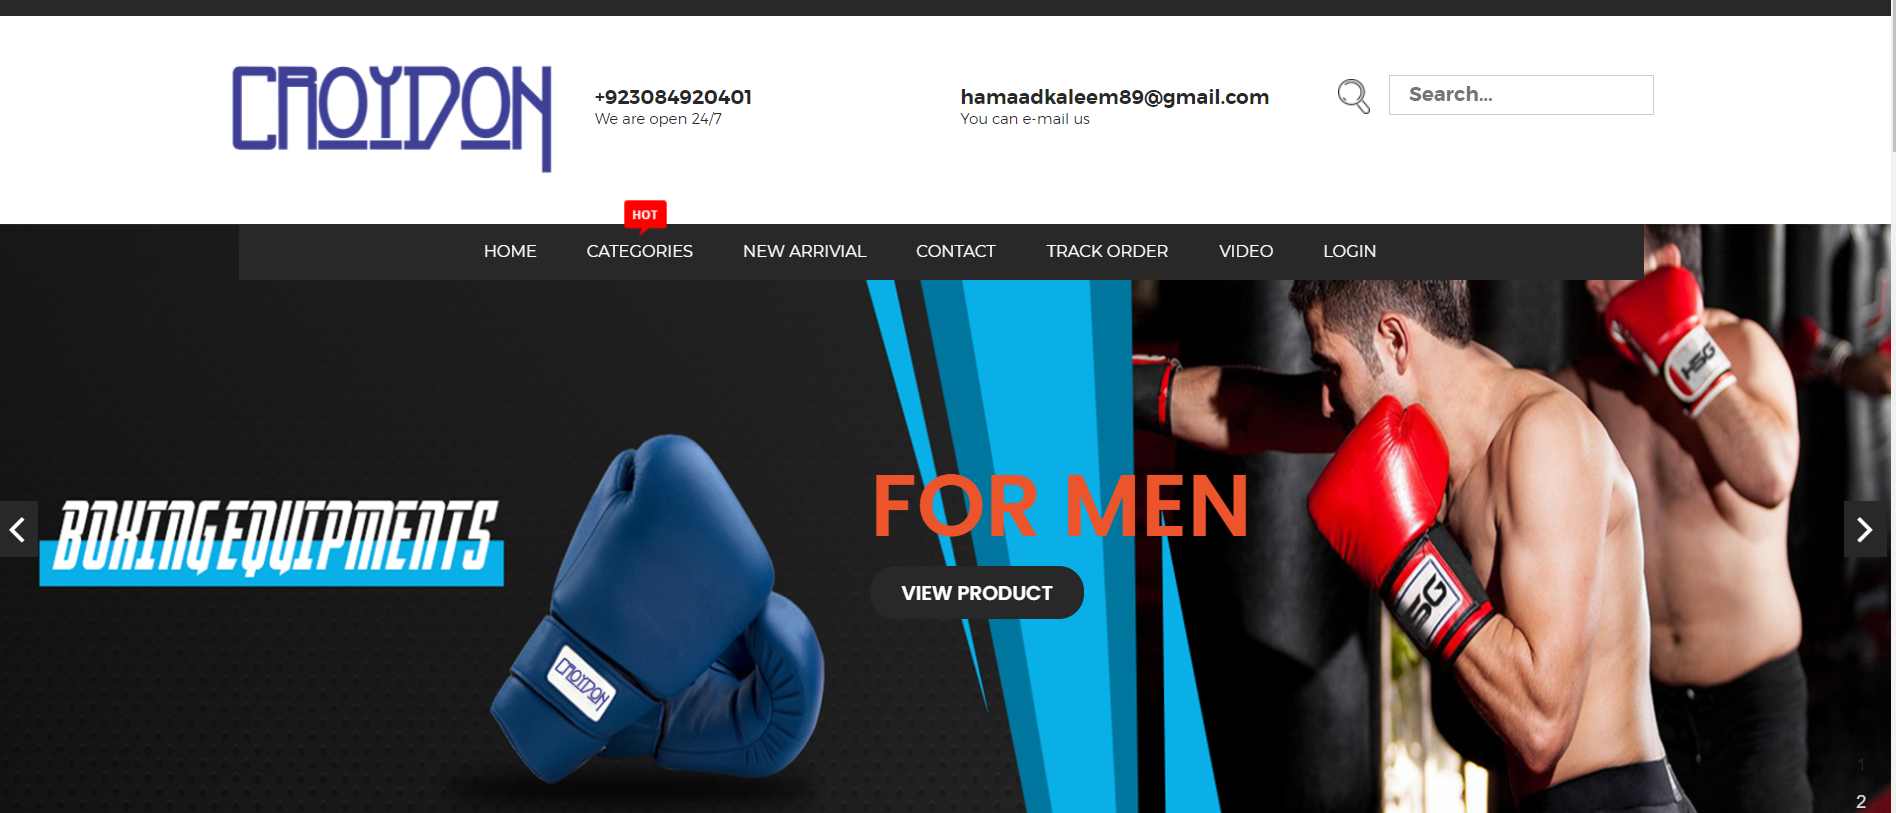 CROYDON
+923084920401
We are open 24/7
hamaadkaleem89@gmail.com
You can e-mail us
Search...
HOT
HOME CATEGORIES NEW ARRIVIAL CONTACT TRACK ORDER VIDEO LOGIN
BOXING EQUIPMENTS
FOR MEN
VIEW PRODUCT
CROYDON
HSG
HSG
1
2